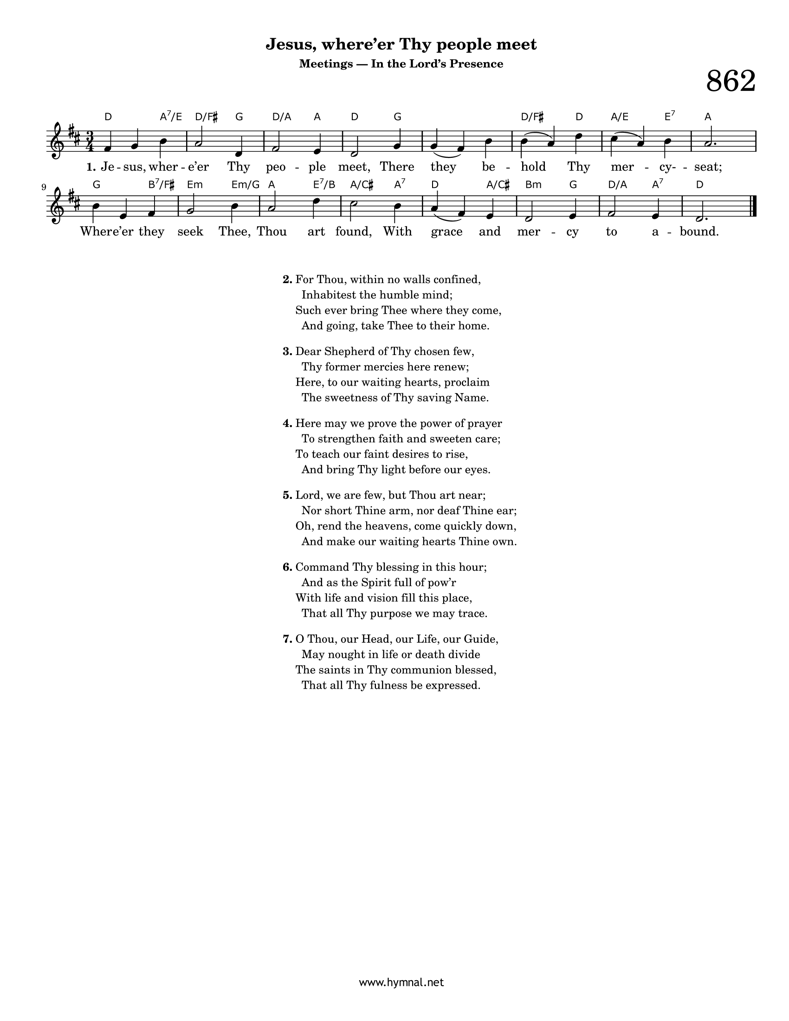 Jesus, where’er Thy people meet
Meetings — In the Lord’s Presence
862
D A7/E D/F♯ G D/A A D G D/F♯ D A/E E7 A
3
4
1. Je - sus, wher - e’er Thy peo - ple meet, There they be - hold Thy mer - cy- - seat;
9
G B7/F♯ Em Em/G A E7/B A/C♯ A7 D A/C♯ Bm G D/A A7 D
Where’er they seek Thee, Thou art found, With grace and mer - cy to a - bound.
2. For Thou, within no walls confined,
Inhabitest the humble mind;
Such ever bring Thee where they come,
And going, take Thee to their home.
3. Dear Shepherd of Thy chosen few,
Thy former mercies here renew;
Here, to our waiting hearts, proclaim
The sweetness of Thy saving Name.
4. Here may we prove the power of prayer
To strengthen faith and sweeten care;
To teach our faint desires to rise,
And bring Thy light before our eyes.
5. Lord, we are few, but Thou art near;
Nor short Thine arm, nor deaf Thine ear;
Oh, rend the heavens, come quickly down,
And make our waiting hearts Thine own.
6. Command Thy blessing in this hour;
And as the Spirit full of pow’r
With life and vision fill this place,
That all Thy purpose we may trace.
7. O Thou, our Head, our Life, our Guide,
May nought in life or death divide
The saints in Thy communion blessed,
That all Thy fulness be expressed.
www.hymnal.net